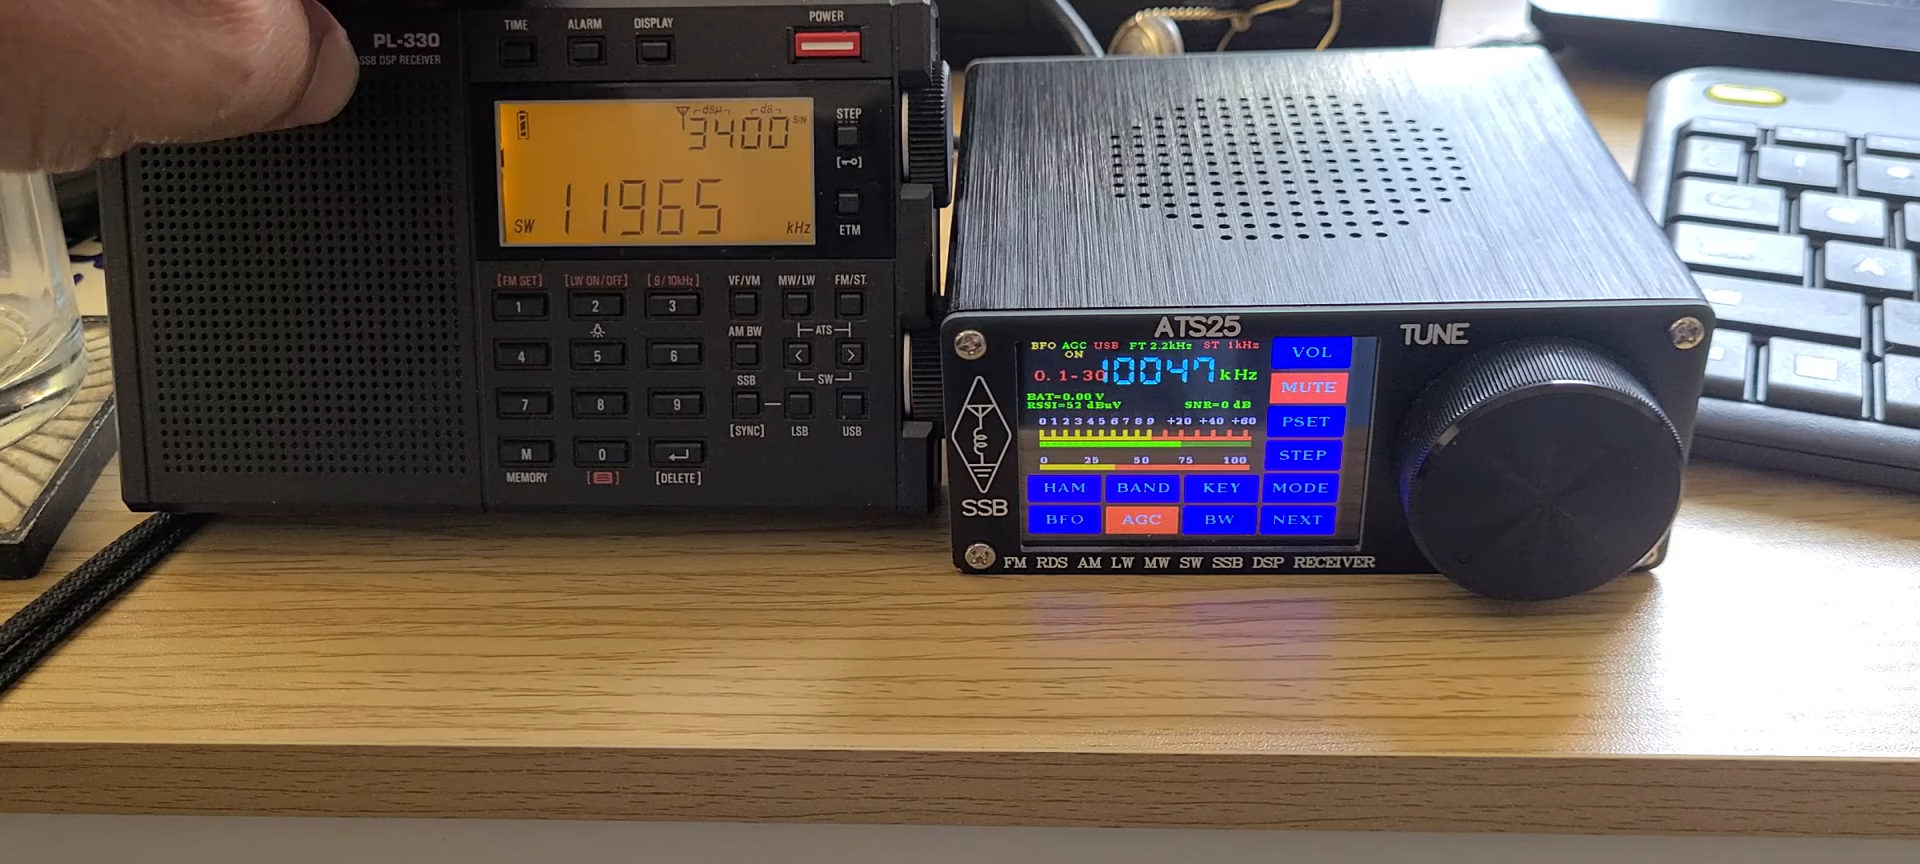 PL-330
SSB DSP RECEIVER
TIME ALARM DISPLAY POWER
dBμ dB
3400 S/N
SW 11965 kHz
STEP
ETM
[FM SET] [LW ON/OFF] [9/10kHz] VF/VM MW/LW FM/ST
1 2 3
AM BW ATS
4 5 6 < >
SSB SW
7 8 9
[SYNC] LSB USB
M 0
MEMORY [DELETE]
ATS25
TUNE
BFO AGC USB FT 2.2kHz ST 1kHz
ON
0.1-30 10047 kHz
BAT=0.00 V
RSSI=52 dBuV SNR=0 dB
0 1 2 3 4 5 6 7 8 9 +20 +40 +60
0 25 50 75 100
VOL
MUTE
PSET
STEP
HAM BAND KEY MODE
BFO AGC BW NEXT
SSB
FM RDS AM LW MW SW SSB DSP RECEIVER